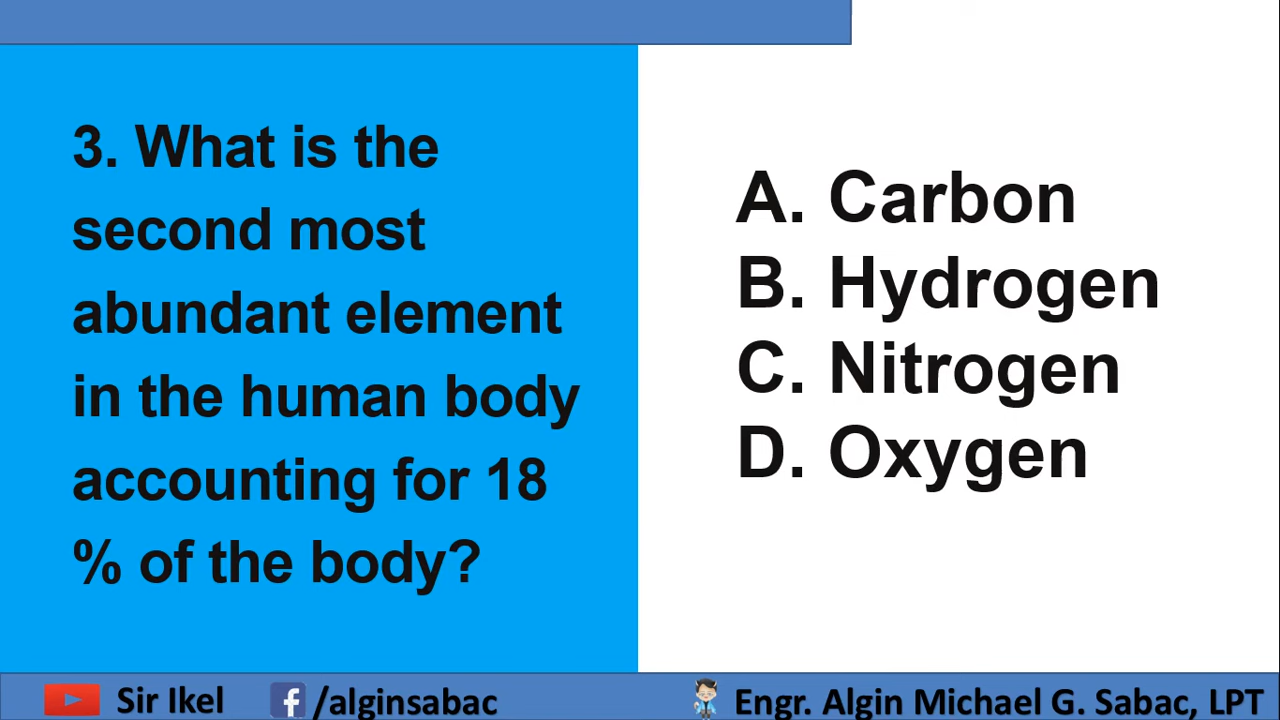 3. What is the
second most
abundant element
in the human body
accounting for 18
% of the body?
A. Carbon
B. Hydrogen
C. Nitrogen
D. Oxygen
Sir Ikel
f /alginsabac
Engr. Algin Michael G. Sabac, LPT